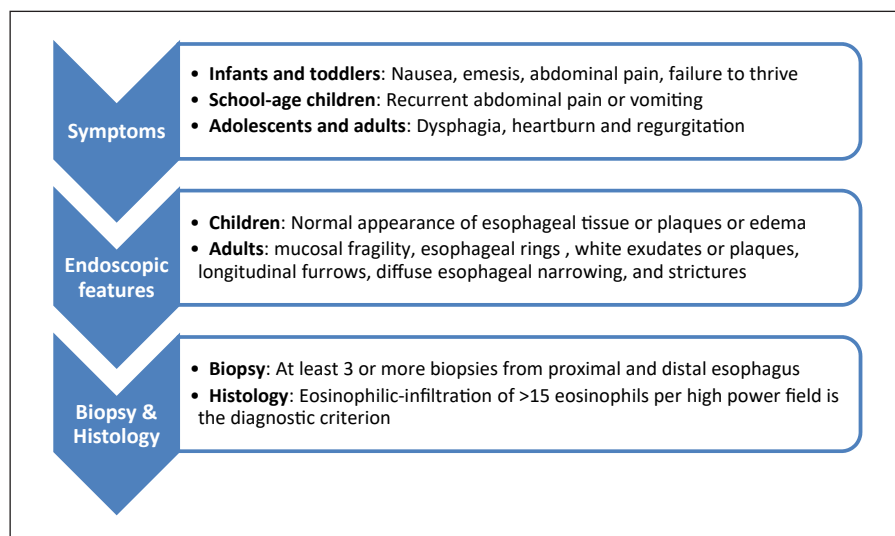 Symptoms
• Infants and toddlers: Nausea, emesis, abdominal pain, failure to thrive
• School-age children: Recurrent abdominal pain or vomiting
• Adolescents and adults: Dysphagia, heartburn and regurgitation
Endoscopic
features
• Children: Normal appearance of esophageal tissue or plaques or edema
• Adults: mucosal fragility, esophageal rings , white exudates or plaques,
longitudinal furrows, diffuse esophageal narrowing, and strictures
Biopsy &
Histology
• Biopsy: At least 3 or more biopsies from proximal and distal esophagus
• Histology: Eosinophilic-infiltration of >15 eosinophils per high power field is
the diagnostic criterion